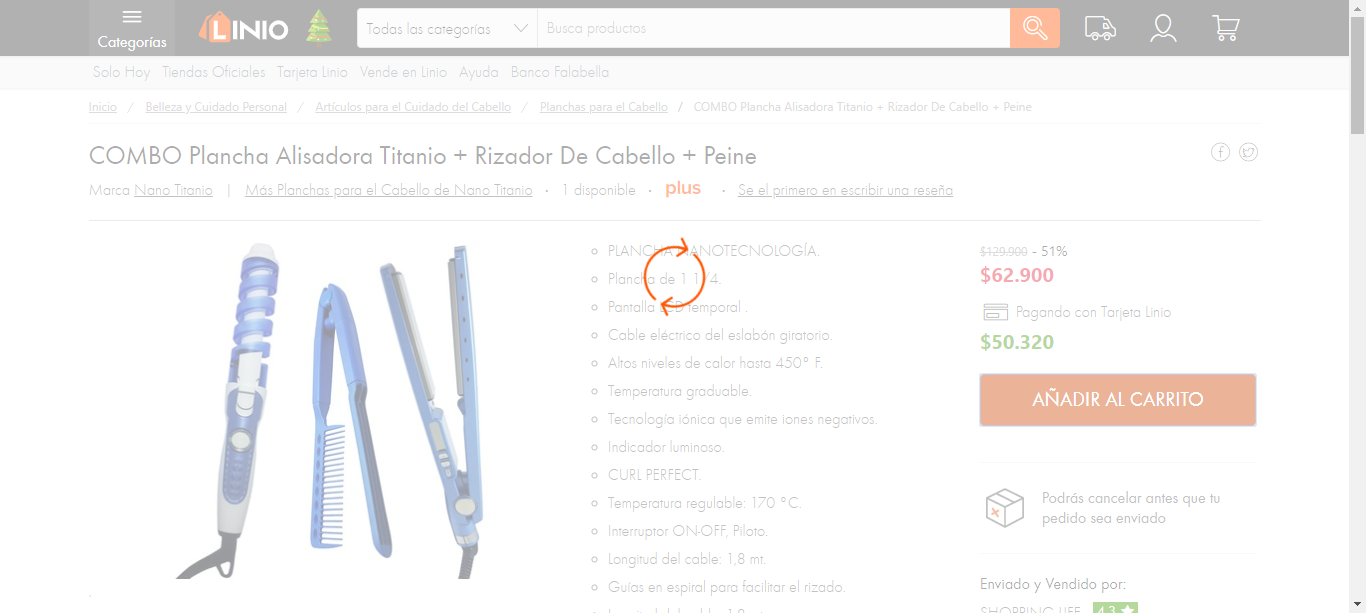 Categorías
LINIO
Todas las categorías
Busca productos
Solo Hoy Tiendas Oficiales Tarjeta Linio Vende en Linio Ayuda Banco Falabella
Inicio / Belleza y Cuidado Personal / Artículos para el Cuidado del Cabello / Planchas para el Cabello / COMBO Plancha Alisadora Titanio + Rizador De Cabello + Peine
COMBO Plancha Alisadora Titanio + Rizador De Cabello + Peine
Marca Nano Titanio | Más Planchas para el Cabello de Nano Titanio · 1 disponible · plus · Se el primero en escribir una reseña
PLANCHA NANOTECNOLOGÍA.
Plancha de 1 1/4.
Pantalla LCD temporal .
Cable eléctrico del eslabón giratorio.
Altos niveles de calor hasta 450° F.
Temperatura graduable.
Tecnología iónica que emite iones negativos.
Indicador luminoso.
CURL PERFECT.
Temperatura regulable: 170 °C.
Interruptor ON-OFF, Piloto.
Longitud del cable: 1,8 mt.
Guías en espiral para facilitar el rizado.
$129.900 - 51%
$62.900
Pagando con Tarjeta Linio
$50.320
AÑADIR AL CARRITO
Podrás cancelar antes que tu
pedido sea enviado
Enviado y Vendido por:
SHOPPING LIFE 4.3